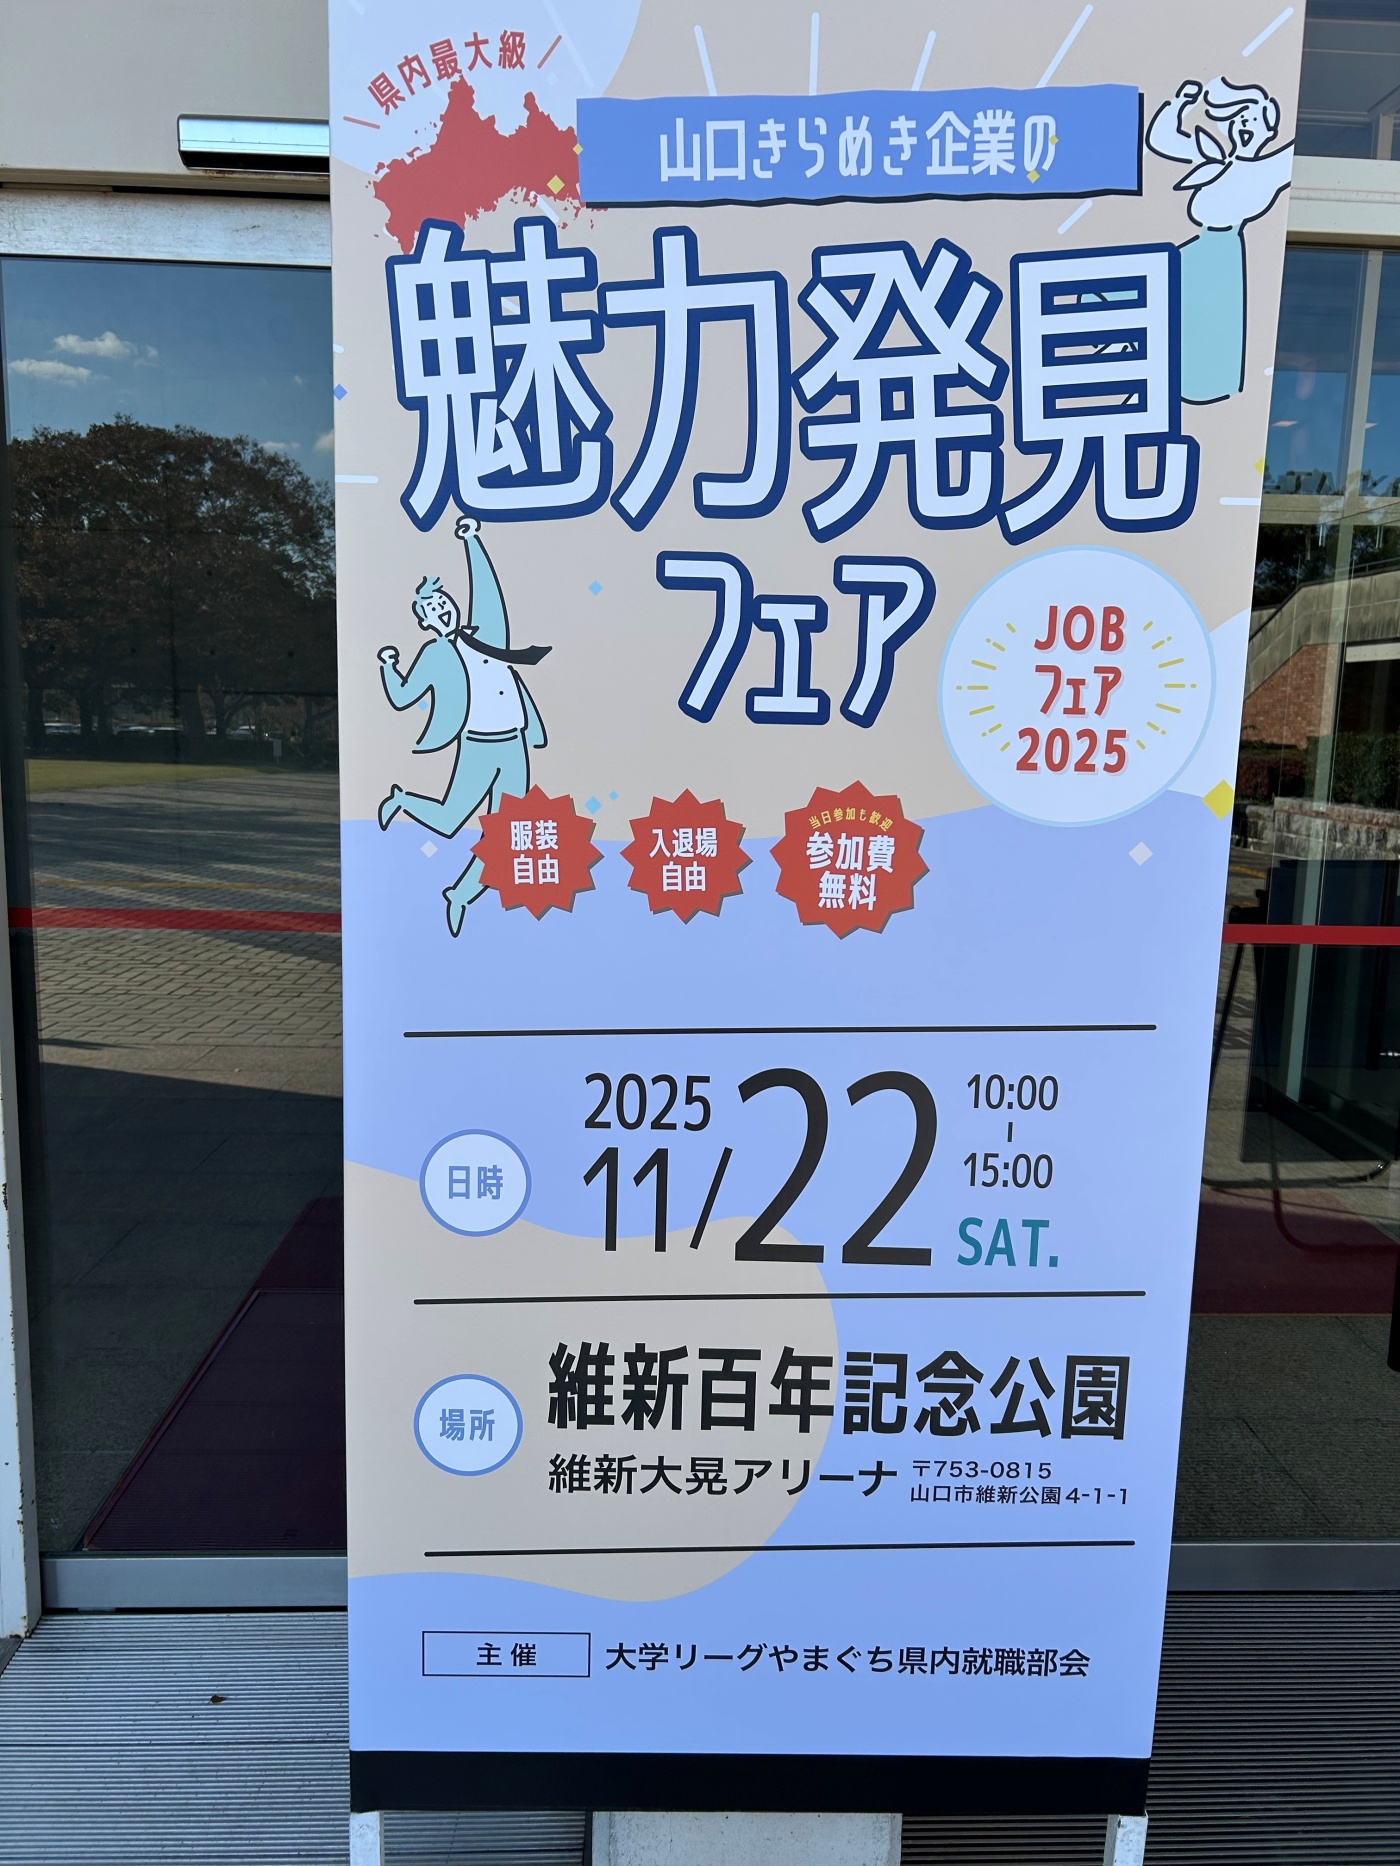 県内最大級
山口きらめき企業の
魅力発見
フェア
JOB
フェア
2025
服装
自由
入退場
自由
当日参加も歓迎
参加費
無料
日時
2025
11/22
10:00
-
15:00
SAT.
場所
維新百年記念公園
維新大晃アリーナ
〒753-0815
山口市維新公園4-1-1
主催
大学リーグやまぐち県内就職部会